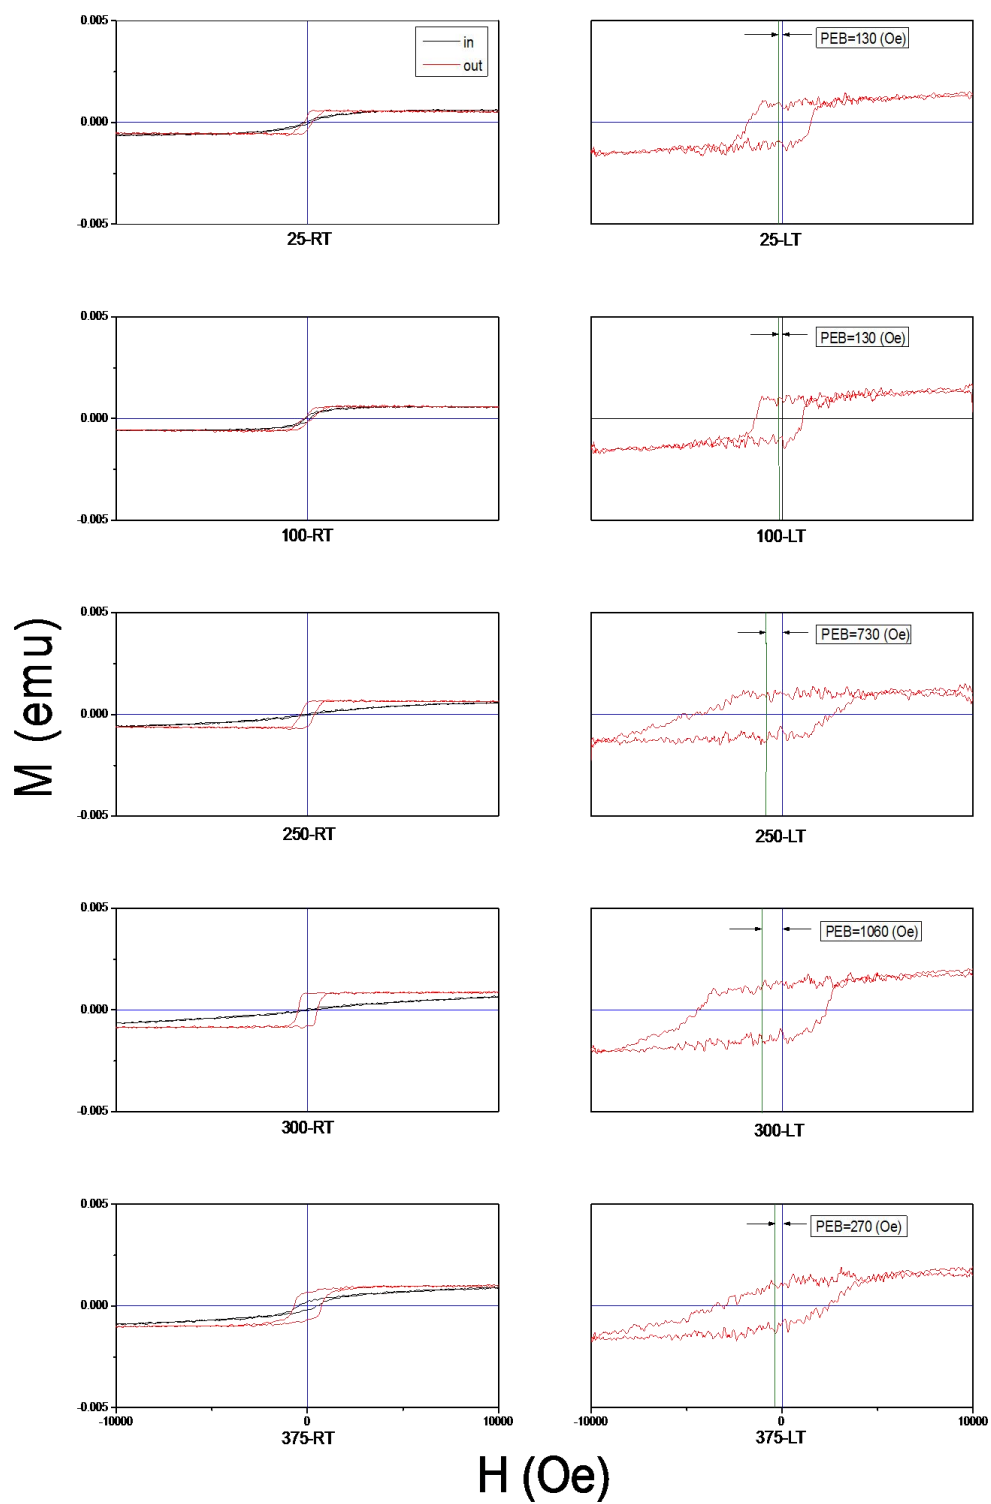 0.005
in
out
0.000
-0.005
25-RT
PEB=130 (Oe)
25-LT
0.005
0.000
-0.005
100-RT
PEB=130 (Oe)
100-LT
0.005
0.000
-0.005
250-RT
PEB=730 (Oe)
250-LT
M (emu)
0.005
0.000
-0.005
300-RT
PEB=1060 (Oe)
300-LT
0.005
0.000
-0.005
-10000 0 10000
375-RT
PEB=270 (Oe)
-10000 0 10000
375-LT
H (Oe)